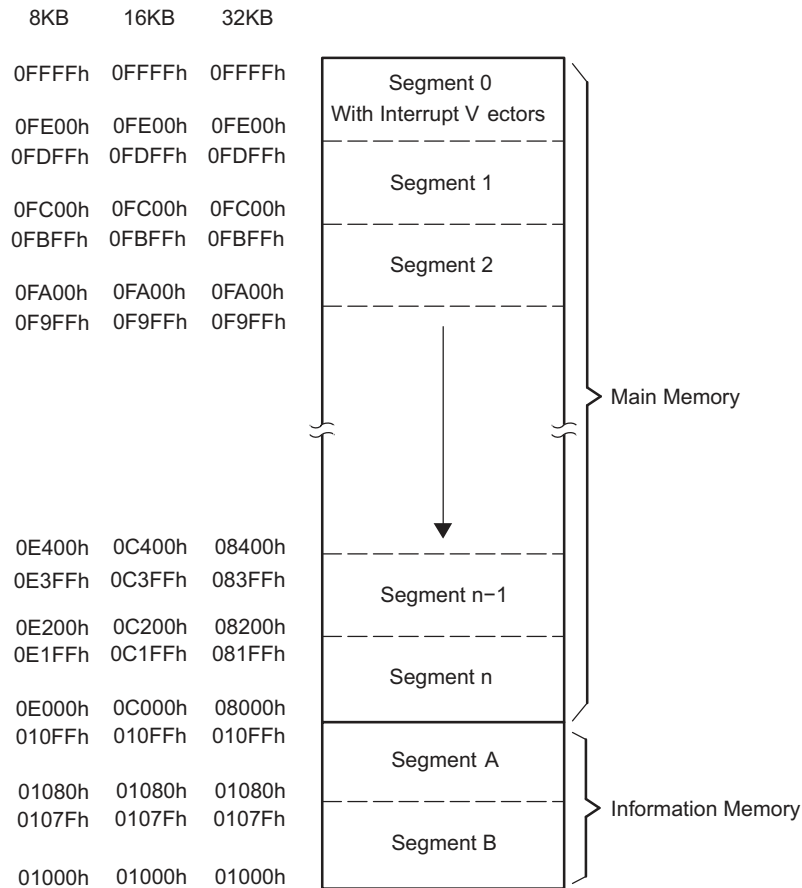 8KB 16KB 32KB
0FFFFh 0FFFFh 0FFFFh
Segment 0
With Interrupt V ectors
0FE00h 0FE00h 0FE00h
0FDFFh 0FDFFh 0FDFFh
Segment 1
0FC00h 0FC00h 0FC00h
0FBFFh 0FBFFh 0FBFFh
Segment 2
0FA00h 0FA00h 0FA00h
0F9FFh 0F9FFh 0F9FFh
Main Memory
0E400h 0C400h 08400h
0E3FFh 0C3FFh 083FFh
Segment n−1
0E200h 0C200h 08200h
0E1FFh 0C1FFh 081FFh
Segment n
0E000h 0C000h 08000h
010FFh 010FFh 010FFh
Segment A
01080h 01080h 01080h
0107Fh 0107Fh 0107Fh
Information Memory
Segment B
01000h 01000h 01000h